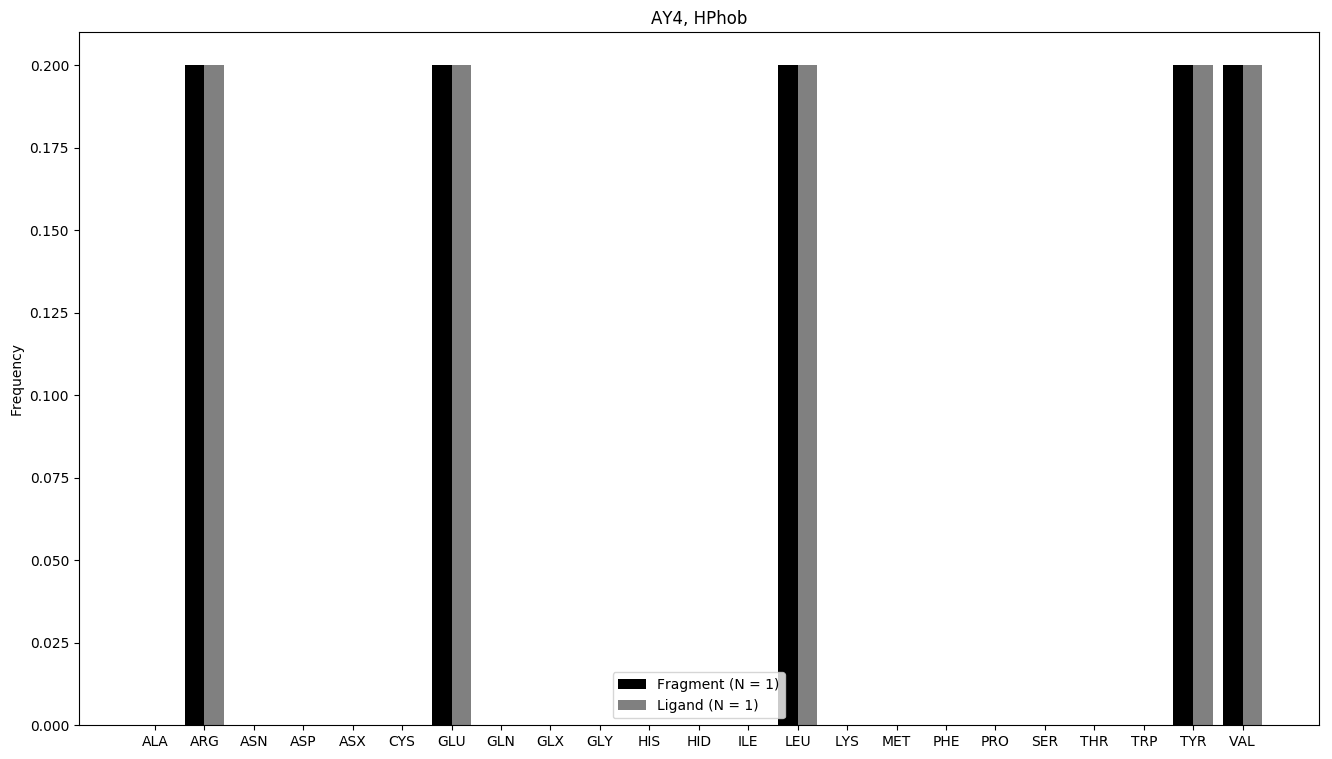 AY4, HPhob
Frequency
0.200
0.175
0.150
0.125
0.100
0.075
0.050
0.025
0.000
Fragment (N = 1)
Ligand (N = 1)
ALA ARG ASN ASP ASX CYS GLU GLN GLX GLY HIS HID ILE LEU LYS MET PHE PRO SER THR TRP TYR VAL